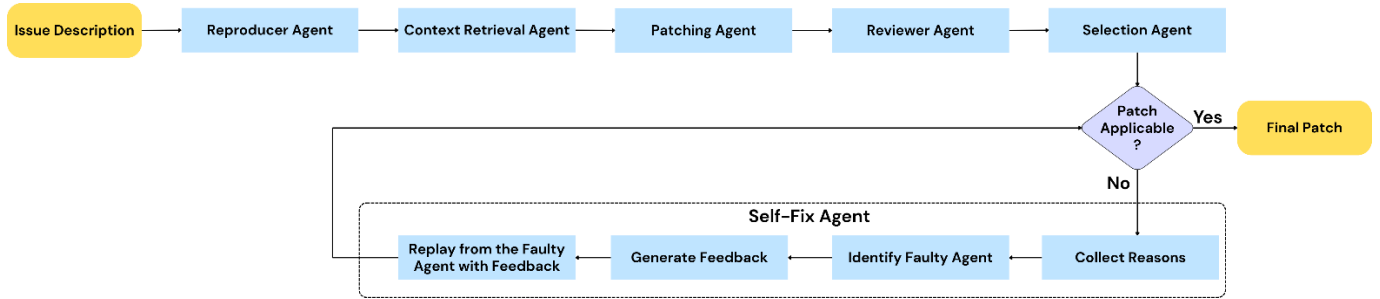 Issue Description
Reproducer Agent
Context Retrieval Agent
Patching Agent
Reviewer Agent
Selection Agent
Patch
Applicable
?
Yes
Final Patch
No
Self-Fix Agent
Replay from the Faulty
Agent with Feedback
Generate Feedback
Identify Faulty Agent
Collect Reasons